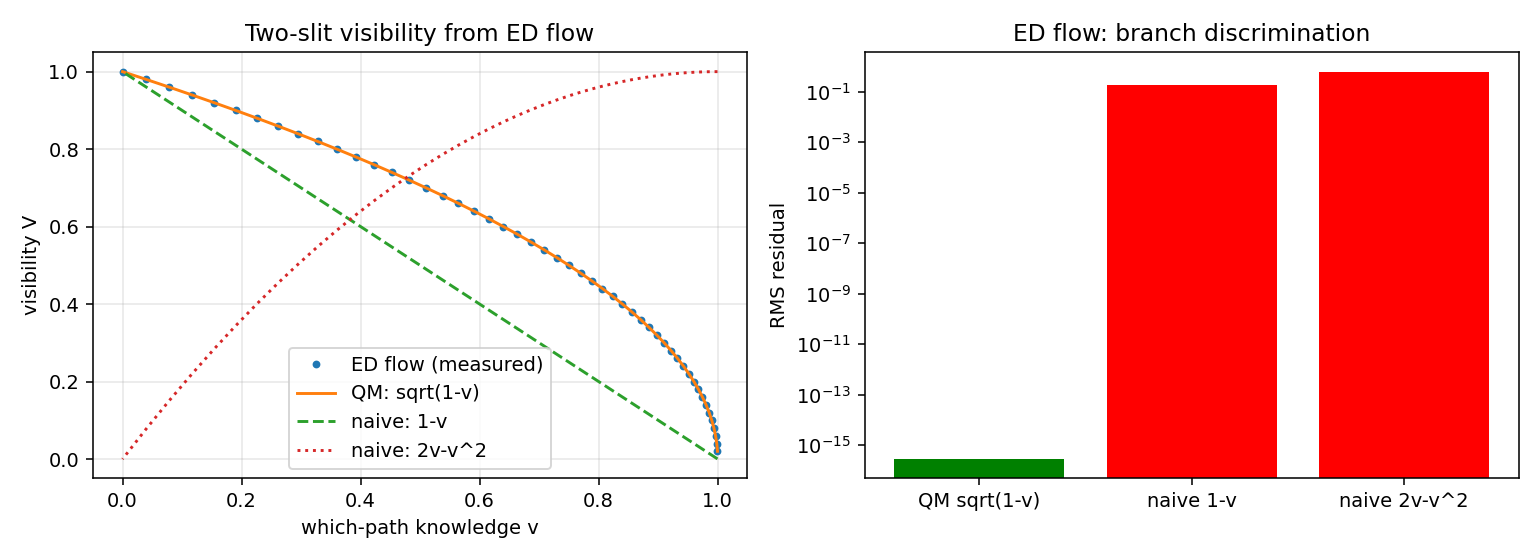 Two-slit visibility from ED flow
visibility V
1.0
0.8
0.6
0.4
0.2
0.0
ED flow (measured)
QM: sqrt(1-v)
naive: 1-v
naive: 2v-v^2
0.0 0.2 0.4 0.6 0.8 1.0
which-path knowledge v
ED flow: branch discrimination
RMS residual
10⁻¹
10⁻³
10⁻⁵
10⁻⁷
10⁻⁹
10⁻¹¹
10⁻¹³
10⁻¹⁵
QM sqrt(1-v) naive 1-v naive 2v-v^2